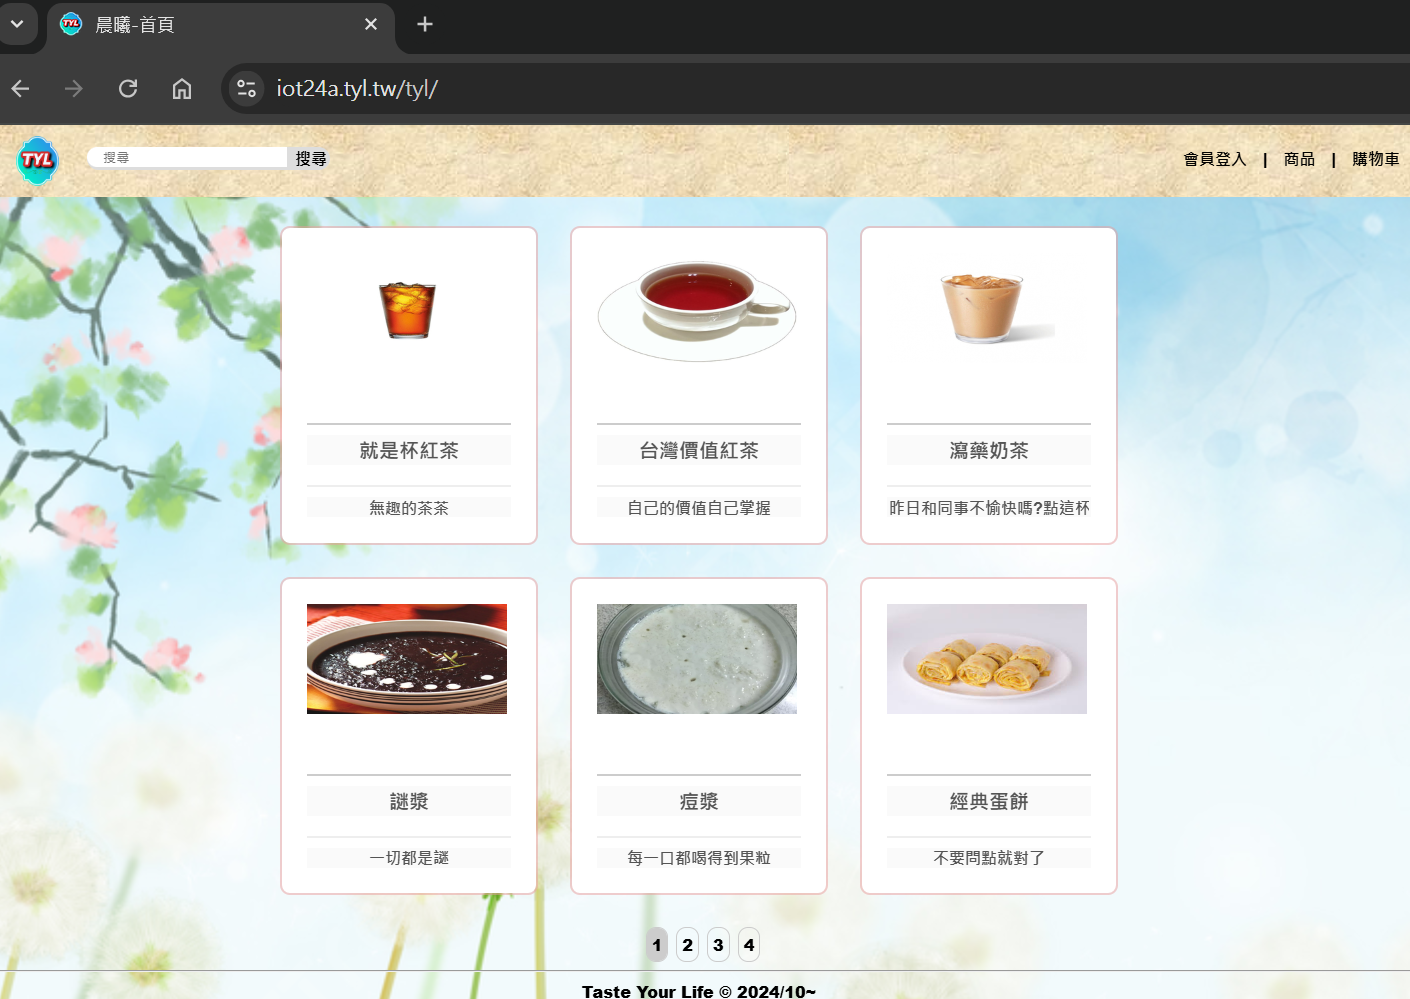 晨曦-首頁
iot24a.tyl.tw/tyl/
TYL
搜尋
搜尋
會員登入 | 商品 | 購物車
就是杯紅茶
無趣的茶茶
台灣價值紅茶
自己的價值自己掌握
瀉藥奶茶
昨日和同事不愉快嗎?點這杯
謎漿
一切都是謎
痘漿
每一口都喝得到果粒
經典蛋餅
不要問點就對了
1 2 3 4
Taste Your Life © 2024/10~